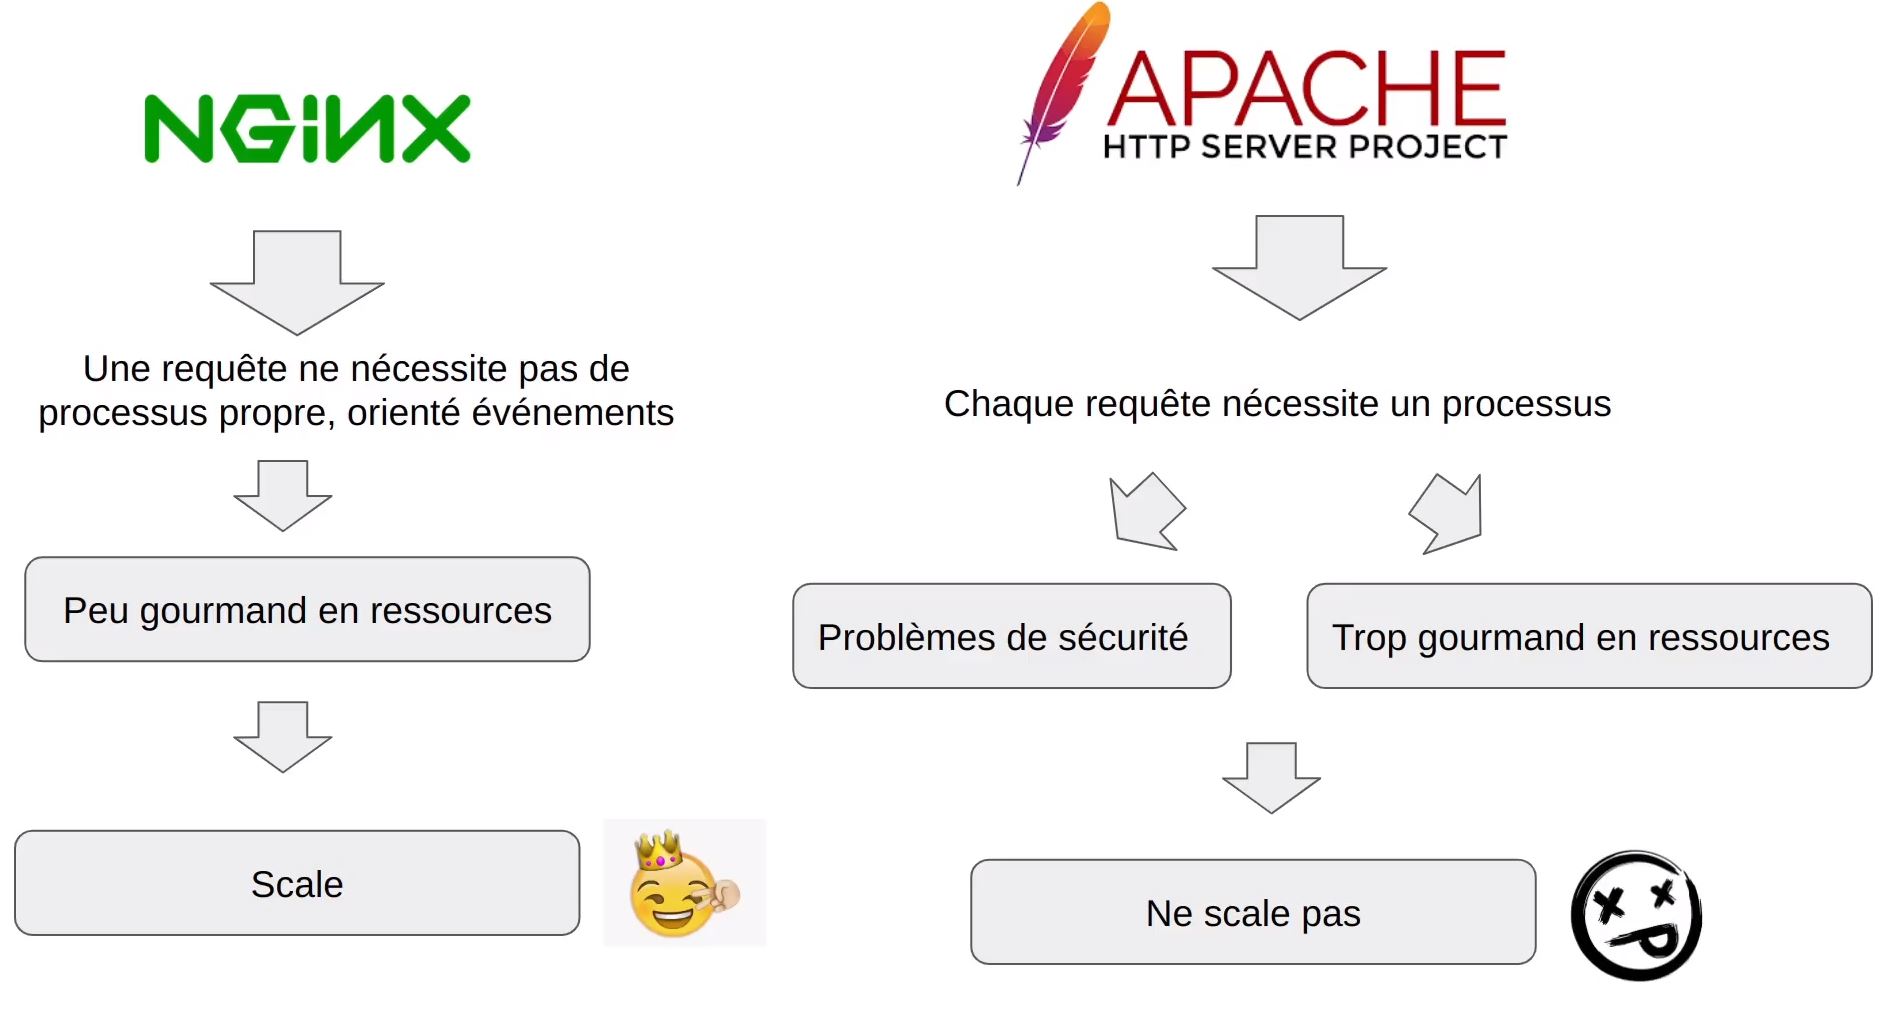 NGINX
Une requête ne nécessite pas de
processus propre, orienté événements
Peu gourmand en ressources
Scale
APACHE
HTTP SERVER PROJECT
Chaque requête nécessite un processus
Problèmes de sécurité
Trop gourmand en ressources
Ne scale pas